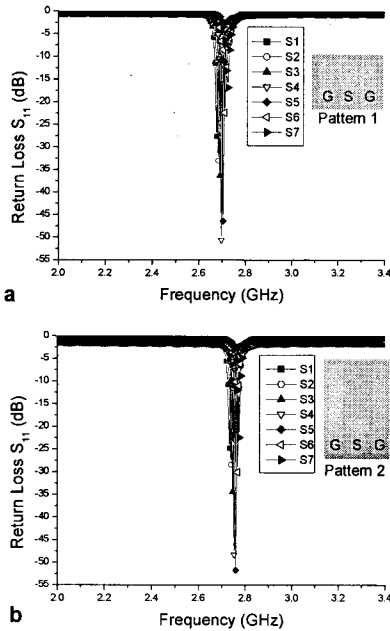 0
-5
-10
-15
-20
-25
-30
-35
-40
-45
-50
-55
Return Loss S11 (dB)
S1
S2
S3
S4
S5
S6
S7
G S G
Pattern 1
2.0 2.2 2.4 2.6 2.8 3.0 3.2 3.4
Frequency (GHz)
a
0
-5
-10
-15
-20
-25
-30
-35
-40
-45
-50
-55
Return Loss S11 (dB)
S1
S2
S3
S4
S5
S6
S7
G S G
Pattern 2
2.0 2.2 2.4 2.6 2.8 3.0 3.2 3.4
Frequency (GHz)
b